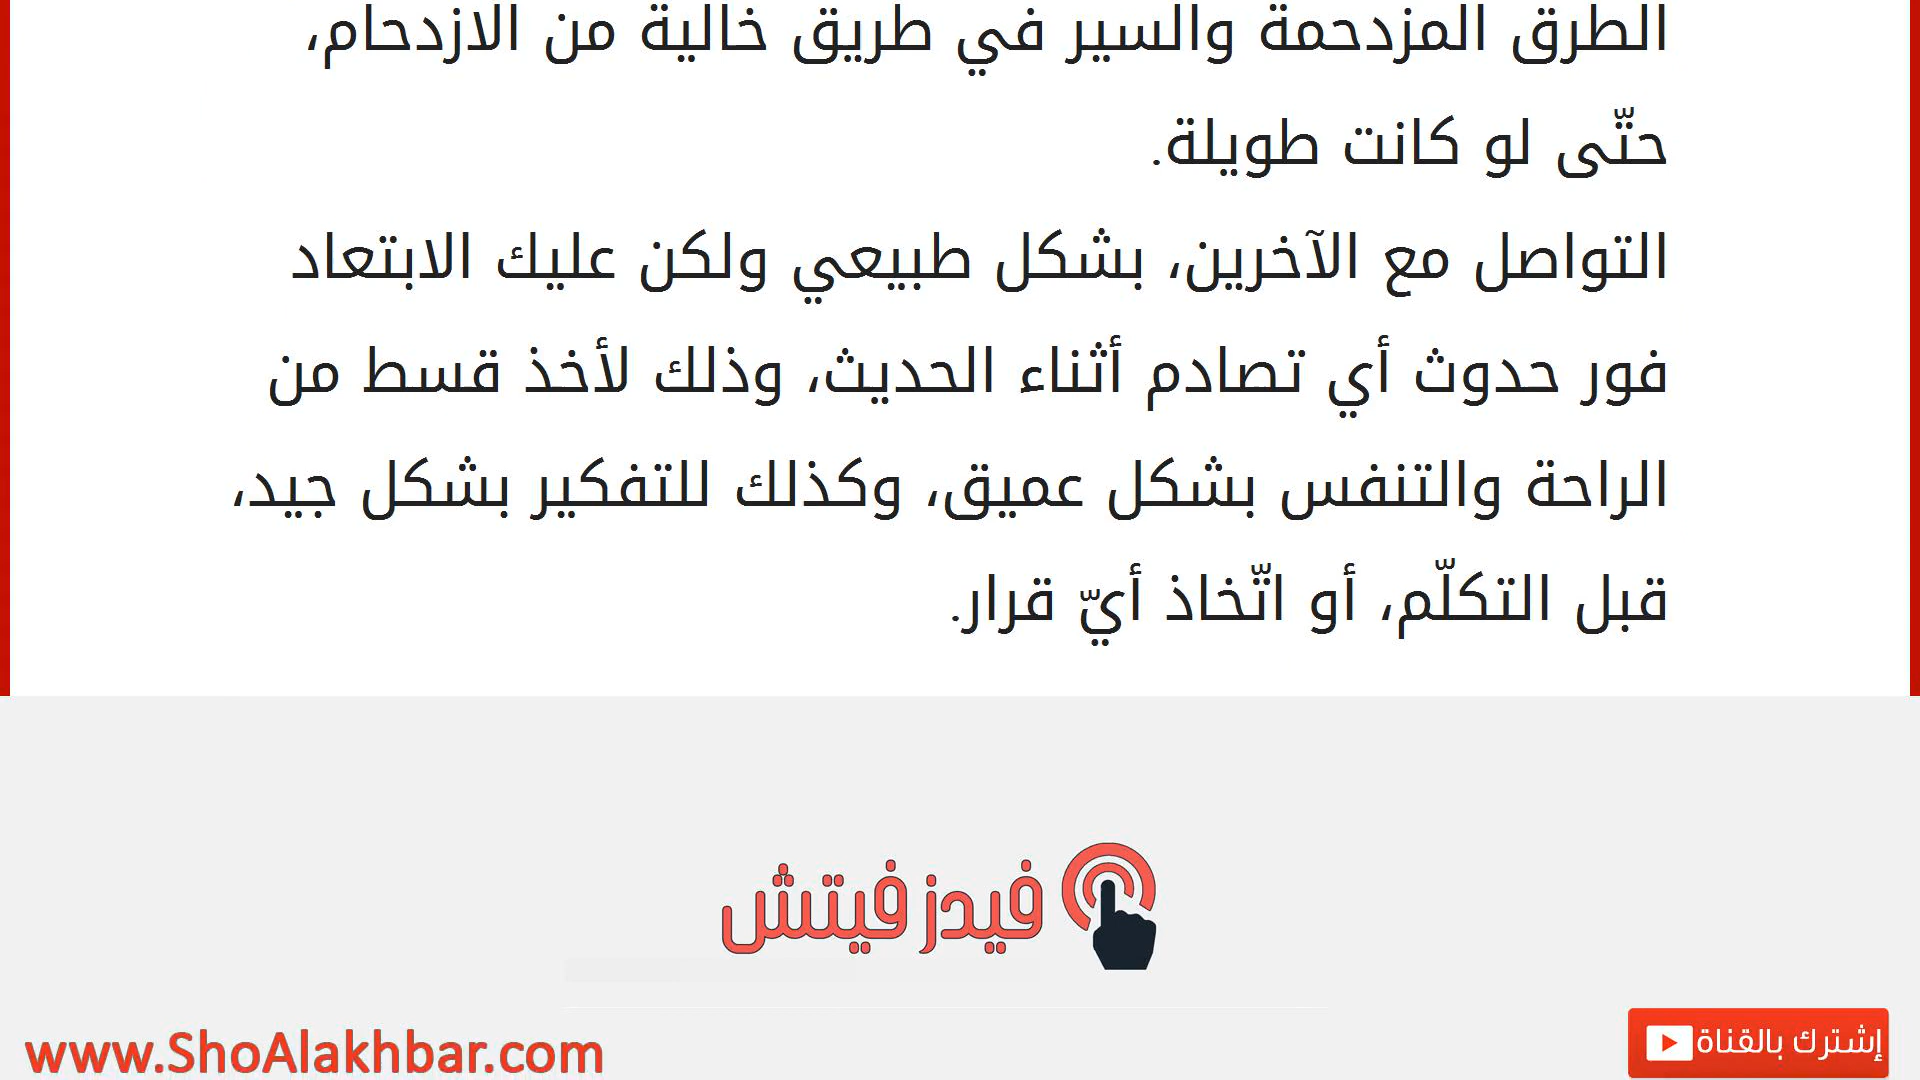 الطرق المزدحمة والسير في طريق خالية من الازدحام،
حتّى لو كانت طويلة.
التواصل مع الآخرين، بشكل طبيعي ولكن عليك الابتعاد
فور حدوث أي تصادم أثناء الحديث، وذلك لأخذ قسط من
الراحة والتنفس بشكل عميق، وكذلك للتفكير بشكل جيد،
قبل التكلّم، أو اتّخاذ أيّ قرار.
فيدز فيتش
www.ShoAlakhbar.com
إشترك بالقناة